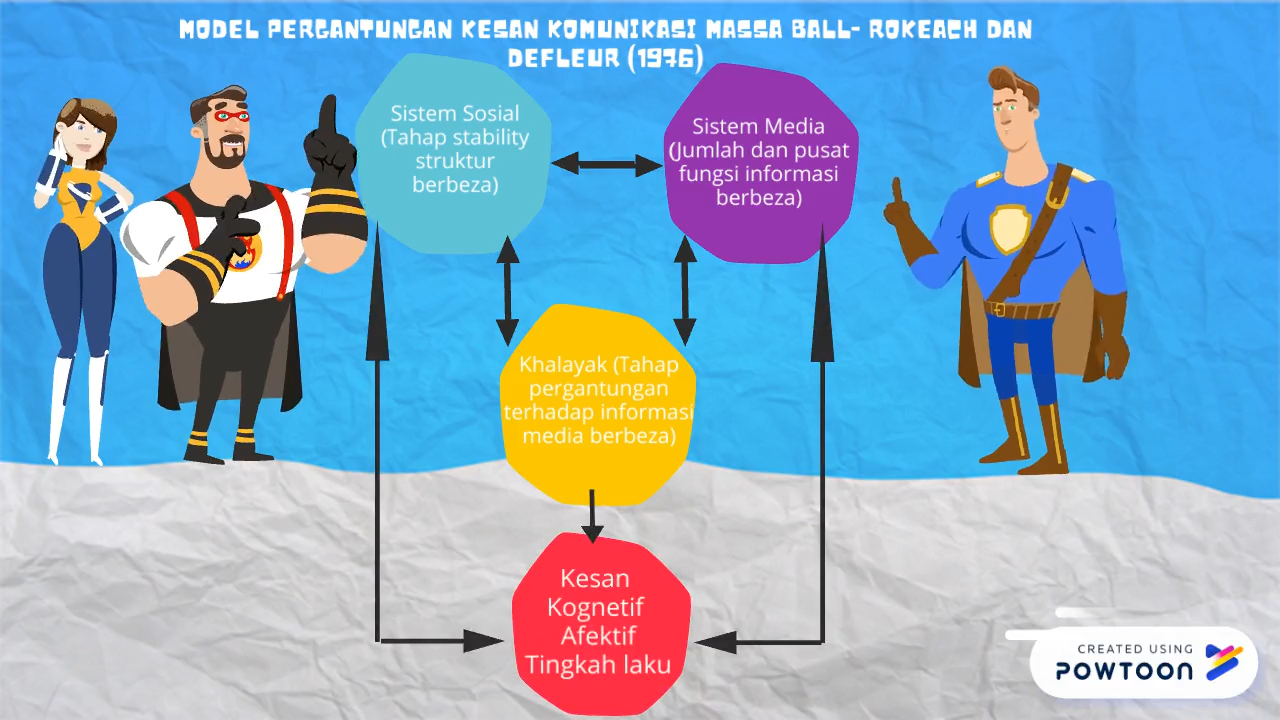 MODEL PERGANTUNGAN KESAN KOMUNIKASI MASSA BALL- ROKEACH DAN
DEFLEUR (1976)
Sistem Sosial
(Tahap stability
struktur
berbeza)
Sistem Media
(Jumlah dan pusat
fungsi informasi
berbeza)
Khalayak (Tahap
pergantungan
terhadap informasi
media berbeza)
Kesan
Kognetif
Afektif
Tingkah laku
CREATED USING
POWTOON